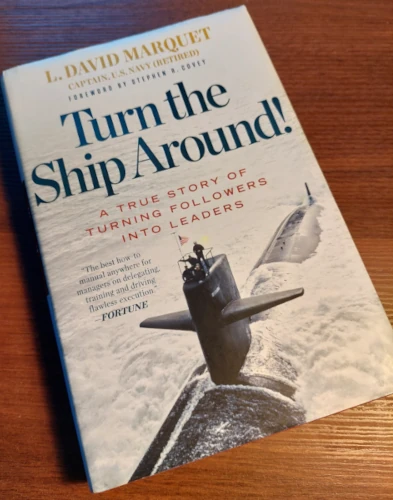 L. DAVID MARQUET
CAPTAIN, U.S. NAVY (RETIRED)
FOREWORD BY STEPHEN R. COVEY
Turn the
Ship Around!
A TRUE STORY OF
TURNING FOLLOWERS
INTO LEADERS
"The best how to
manual anywhere for
managers on delegating,
training and driving
flawless execution."
—FORTUNE